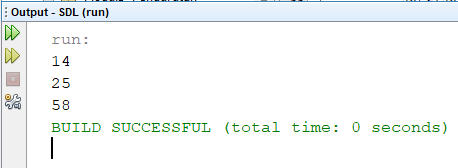 Output - SDL (run)
run:
14
25
58
BUILD SUCCESSFUL (total time: 0 seconds)